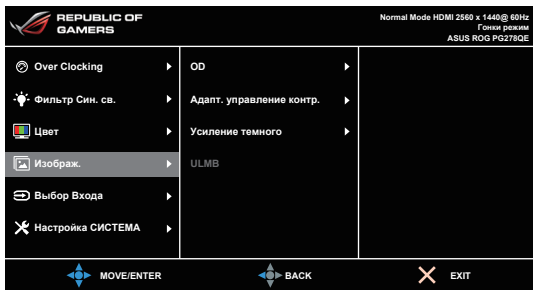 REPUBLIC OF
GAMERS
Normal Mode HDMI 2560 x 1440@ 60Hz
Гонки режим
ASUS ROG PG278QE
Over Clocking
Фильтр Син. св.
Цвет
Изображ.
Выбор Входа
Настройка СИСТЕМА
OD
Адапт. управление контр.
Усиление темного
ULMB
MOVE/ENTER
BACK
EXIT